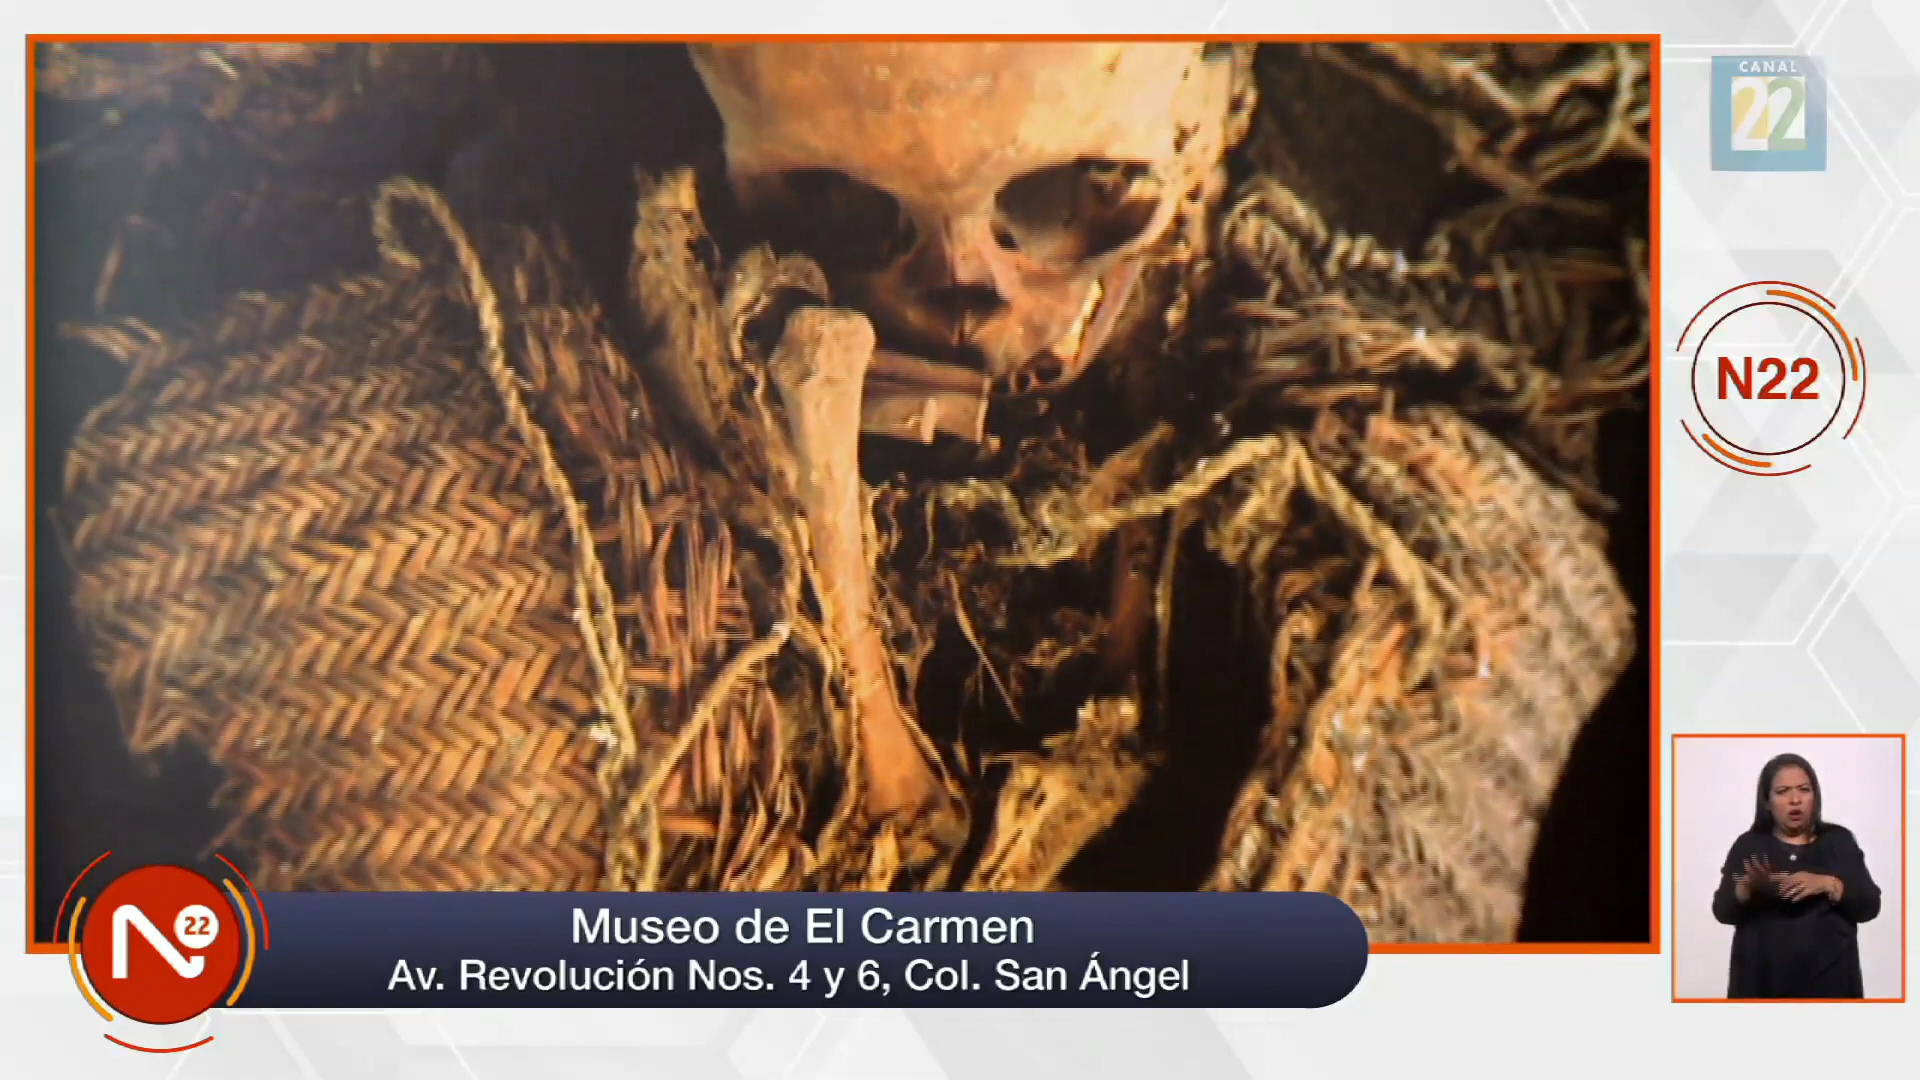 CANAL
22
N22
N 22
Museo de El Carmen
Av. Revolución Nos. 4 y 6, Col. San Ángel